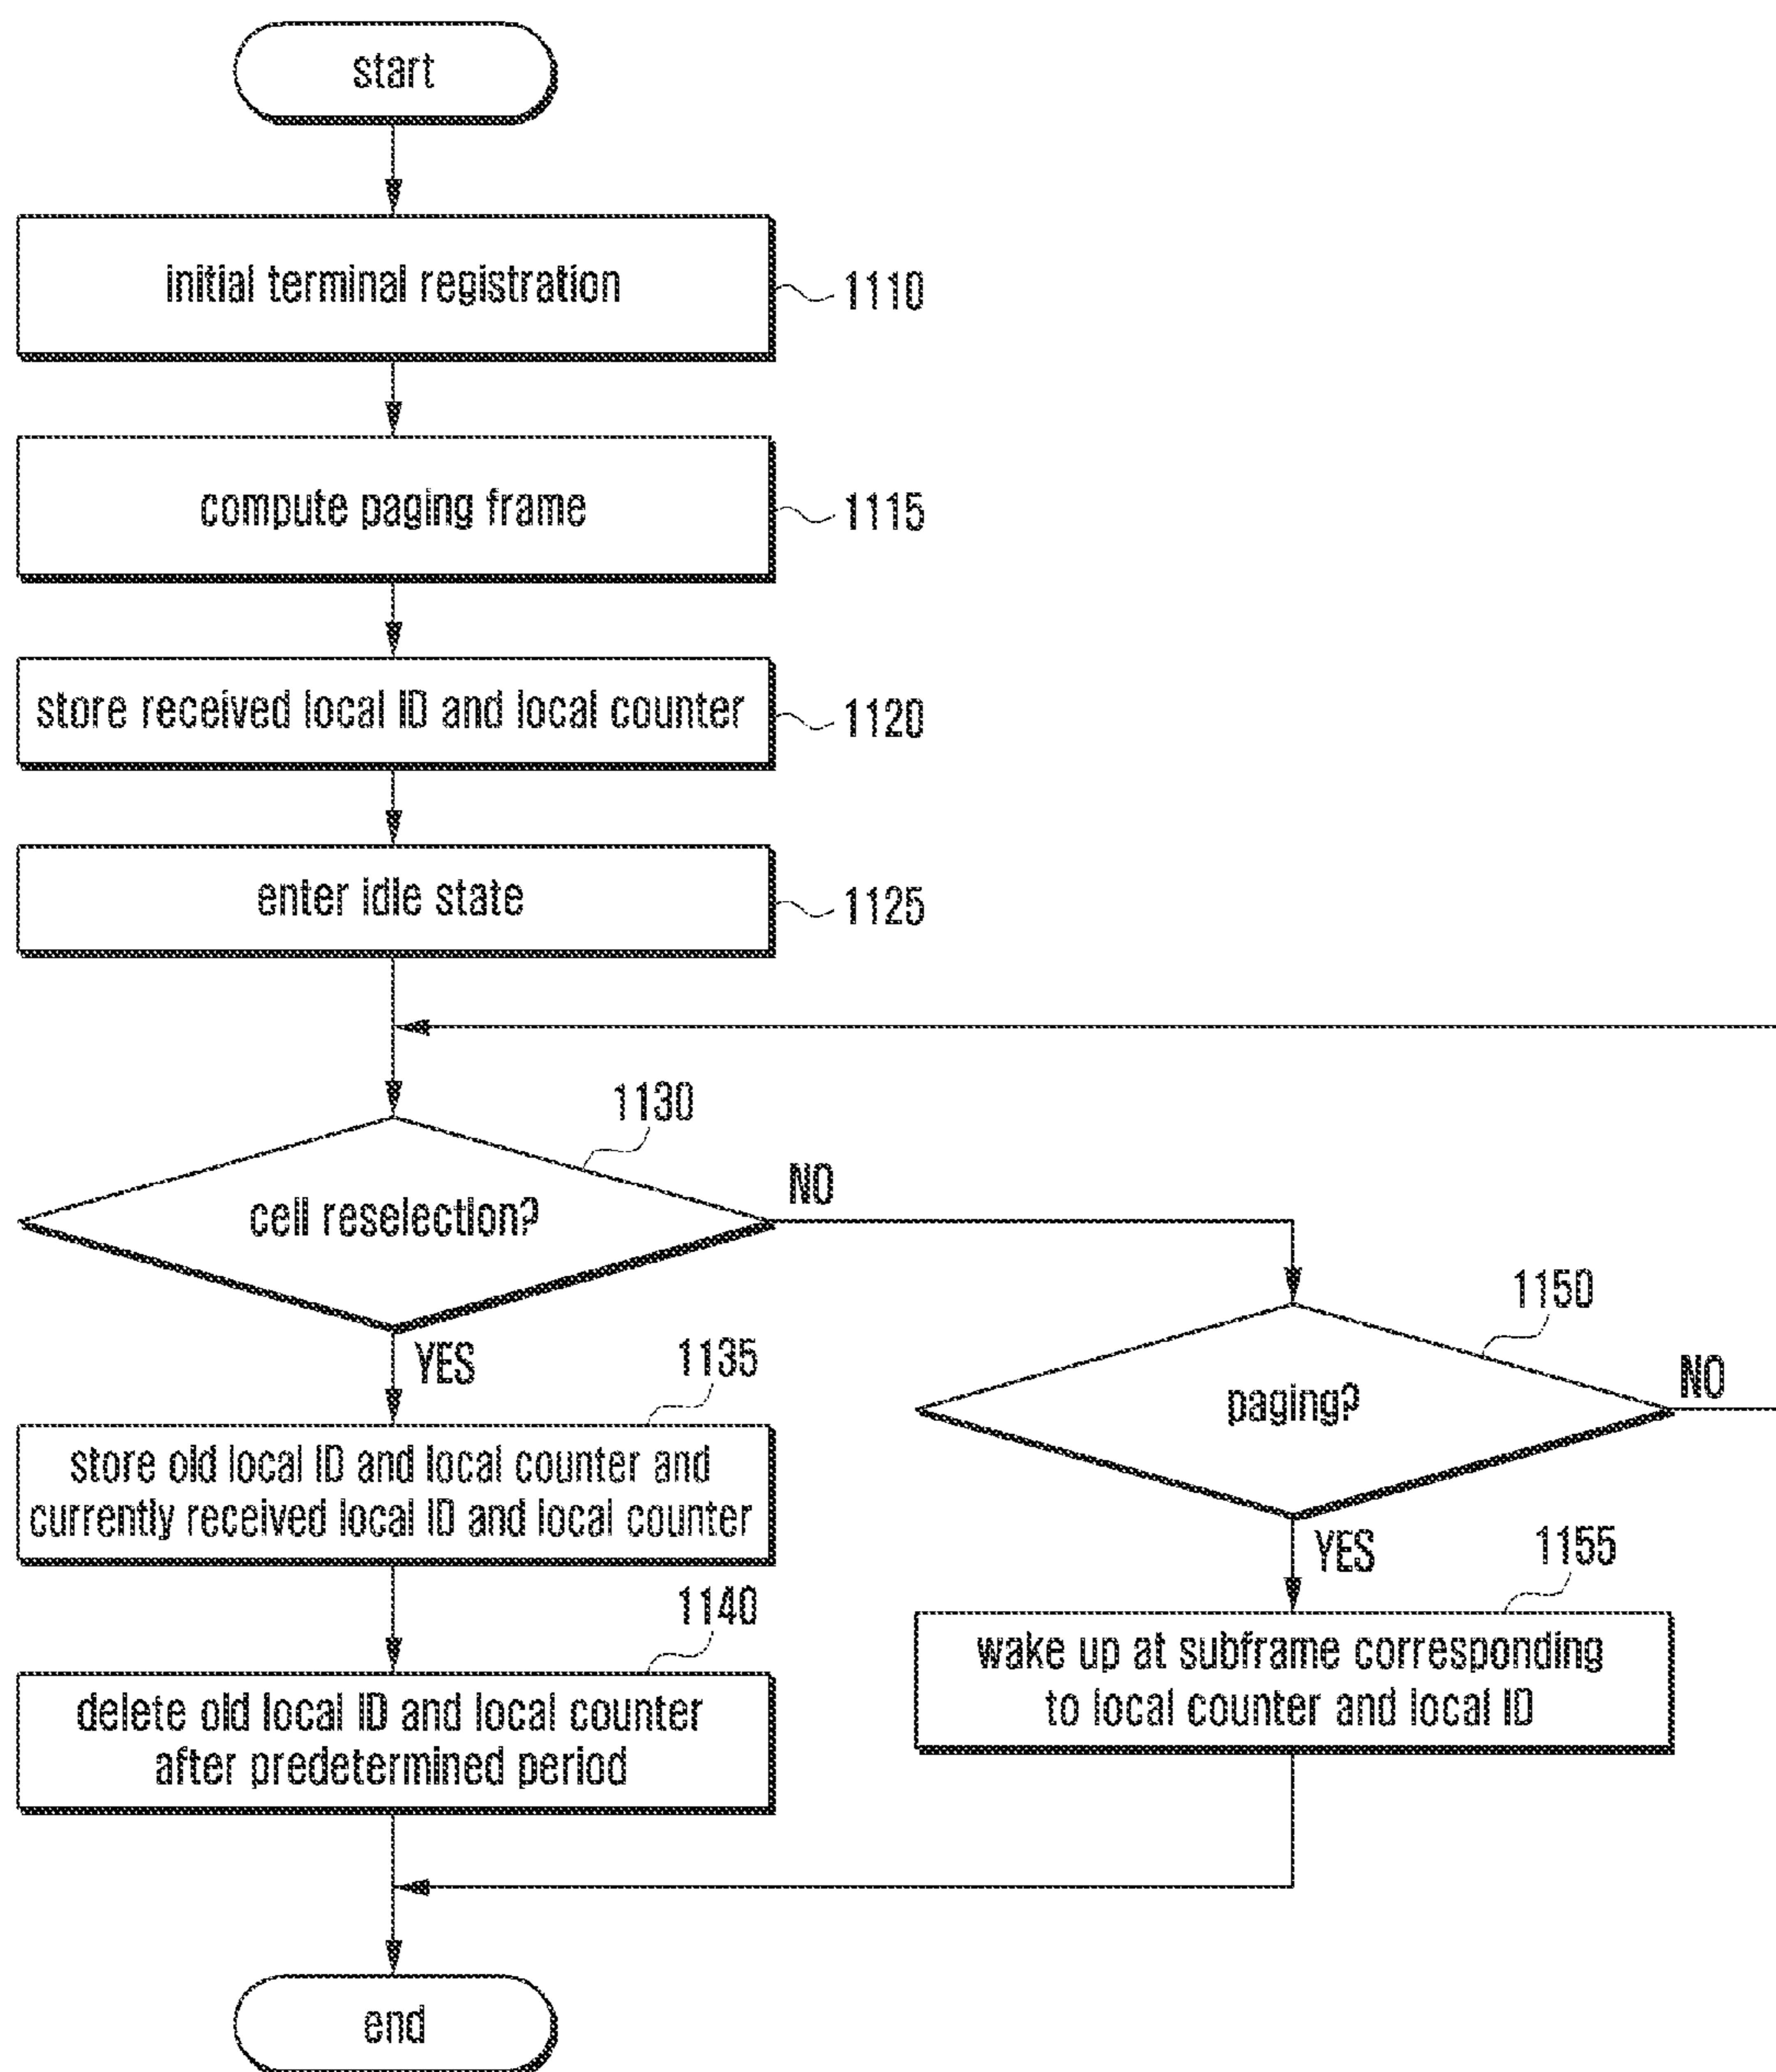 start
initial terminal registration
1110
compute paging frame
1115
store received local ID and local counter
1120
enter idle state
1125
1130
cell reselection?
NO
YES
1150
paging?
NO
YES
1135
store old local ID and local counter and
currently received local ID and local counter
1140
delete old local ID and local counter
after predetermined period
1155
wake up at subframe corresponding
to local counter and local ID
end